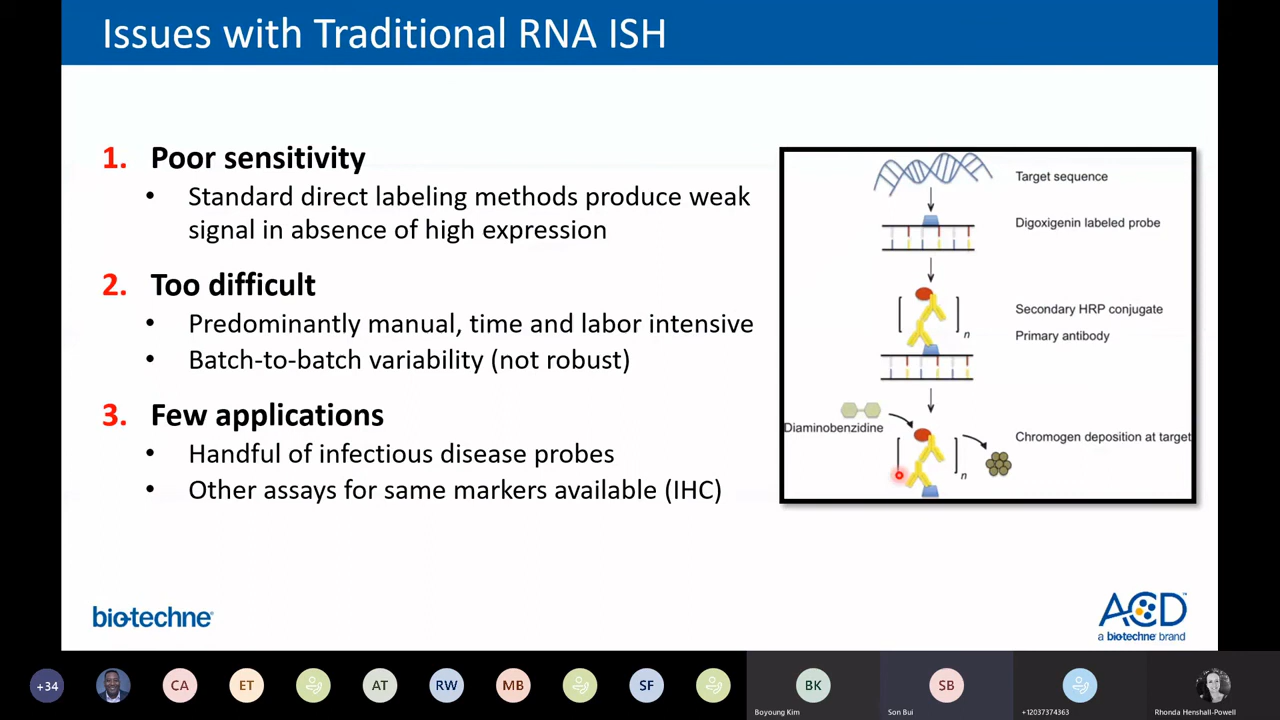 Issues with Traditional RNA ISH
1. Poor sensitivity
• Standard direct labeling methods produce weak
signal in absence of high expression
2. Too difficult
• Predominantly manual, time and labor intensive
• Batch-to-batch variability (not robust)
3. Few applications
• Handful of infectious disease probes
• Other assays for same markers available (IHC)
Target sequence
Digoxigenin labeled probe
Secondary HRP conjugate
n
Primary antibody
Diaminobenzidine
Chromogen deposition at target
n
bio-techne®
ACD™
a bio-techne brand
+34
CA
ET
AT
RW
MB
SF
BK
SB
Boyoung Kim
Son Bui
+12037374363
Rhonda Henshall-Powell